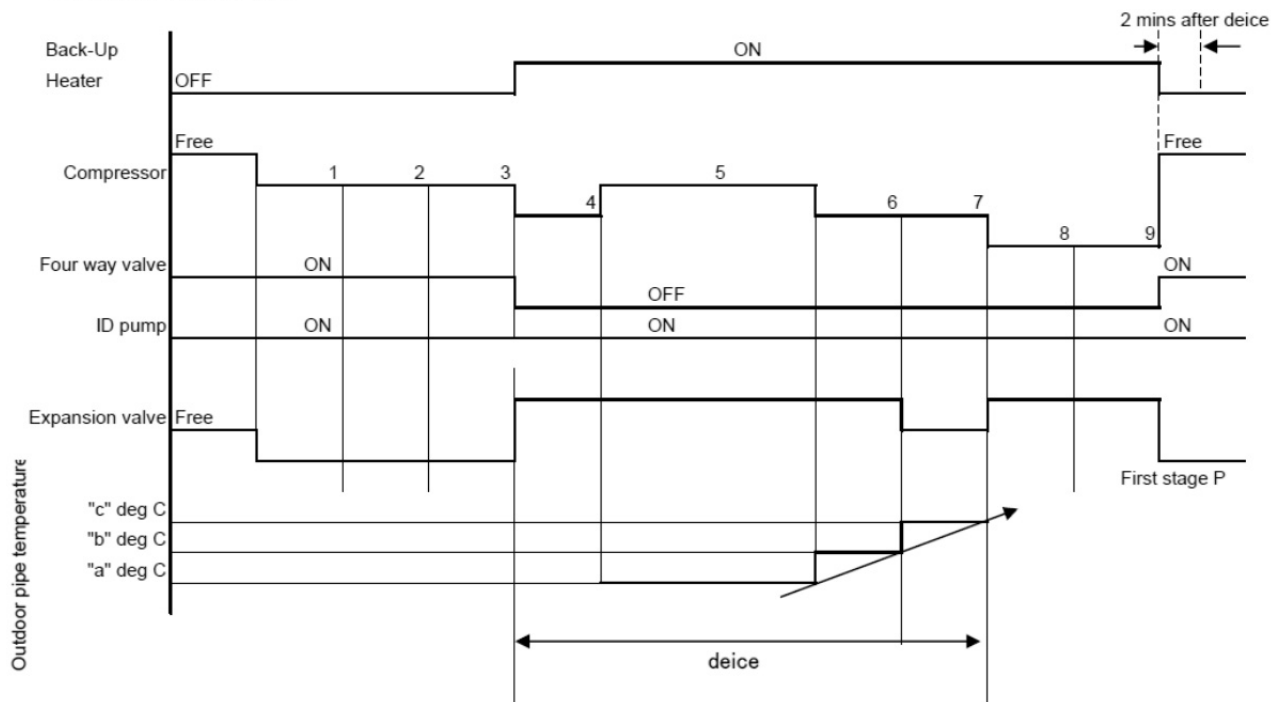 2 mins after deice
Back-Up
Heater
ON
OFF
Free
Free
Compressor
1
2
3
4
5
6
7
8
9
Four way valve
ON
ON
OFF
ID pump
ON
ON
ON
Expansion valve
Free
First stage P
Outdoor pipe temperature
"c" deg C
"b" deg C
"a" deg C
deice